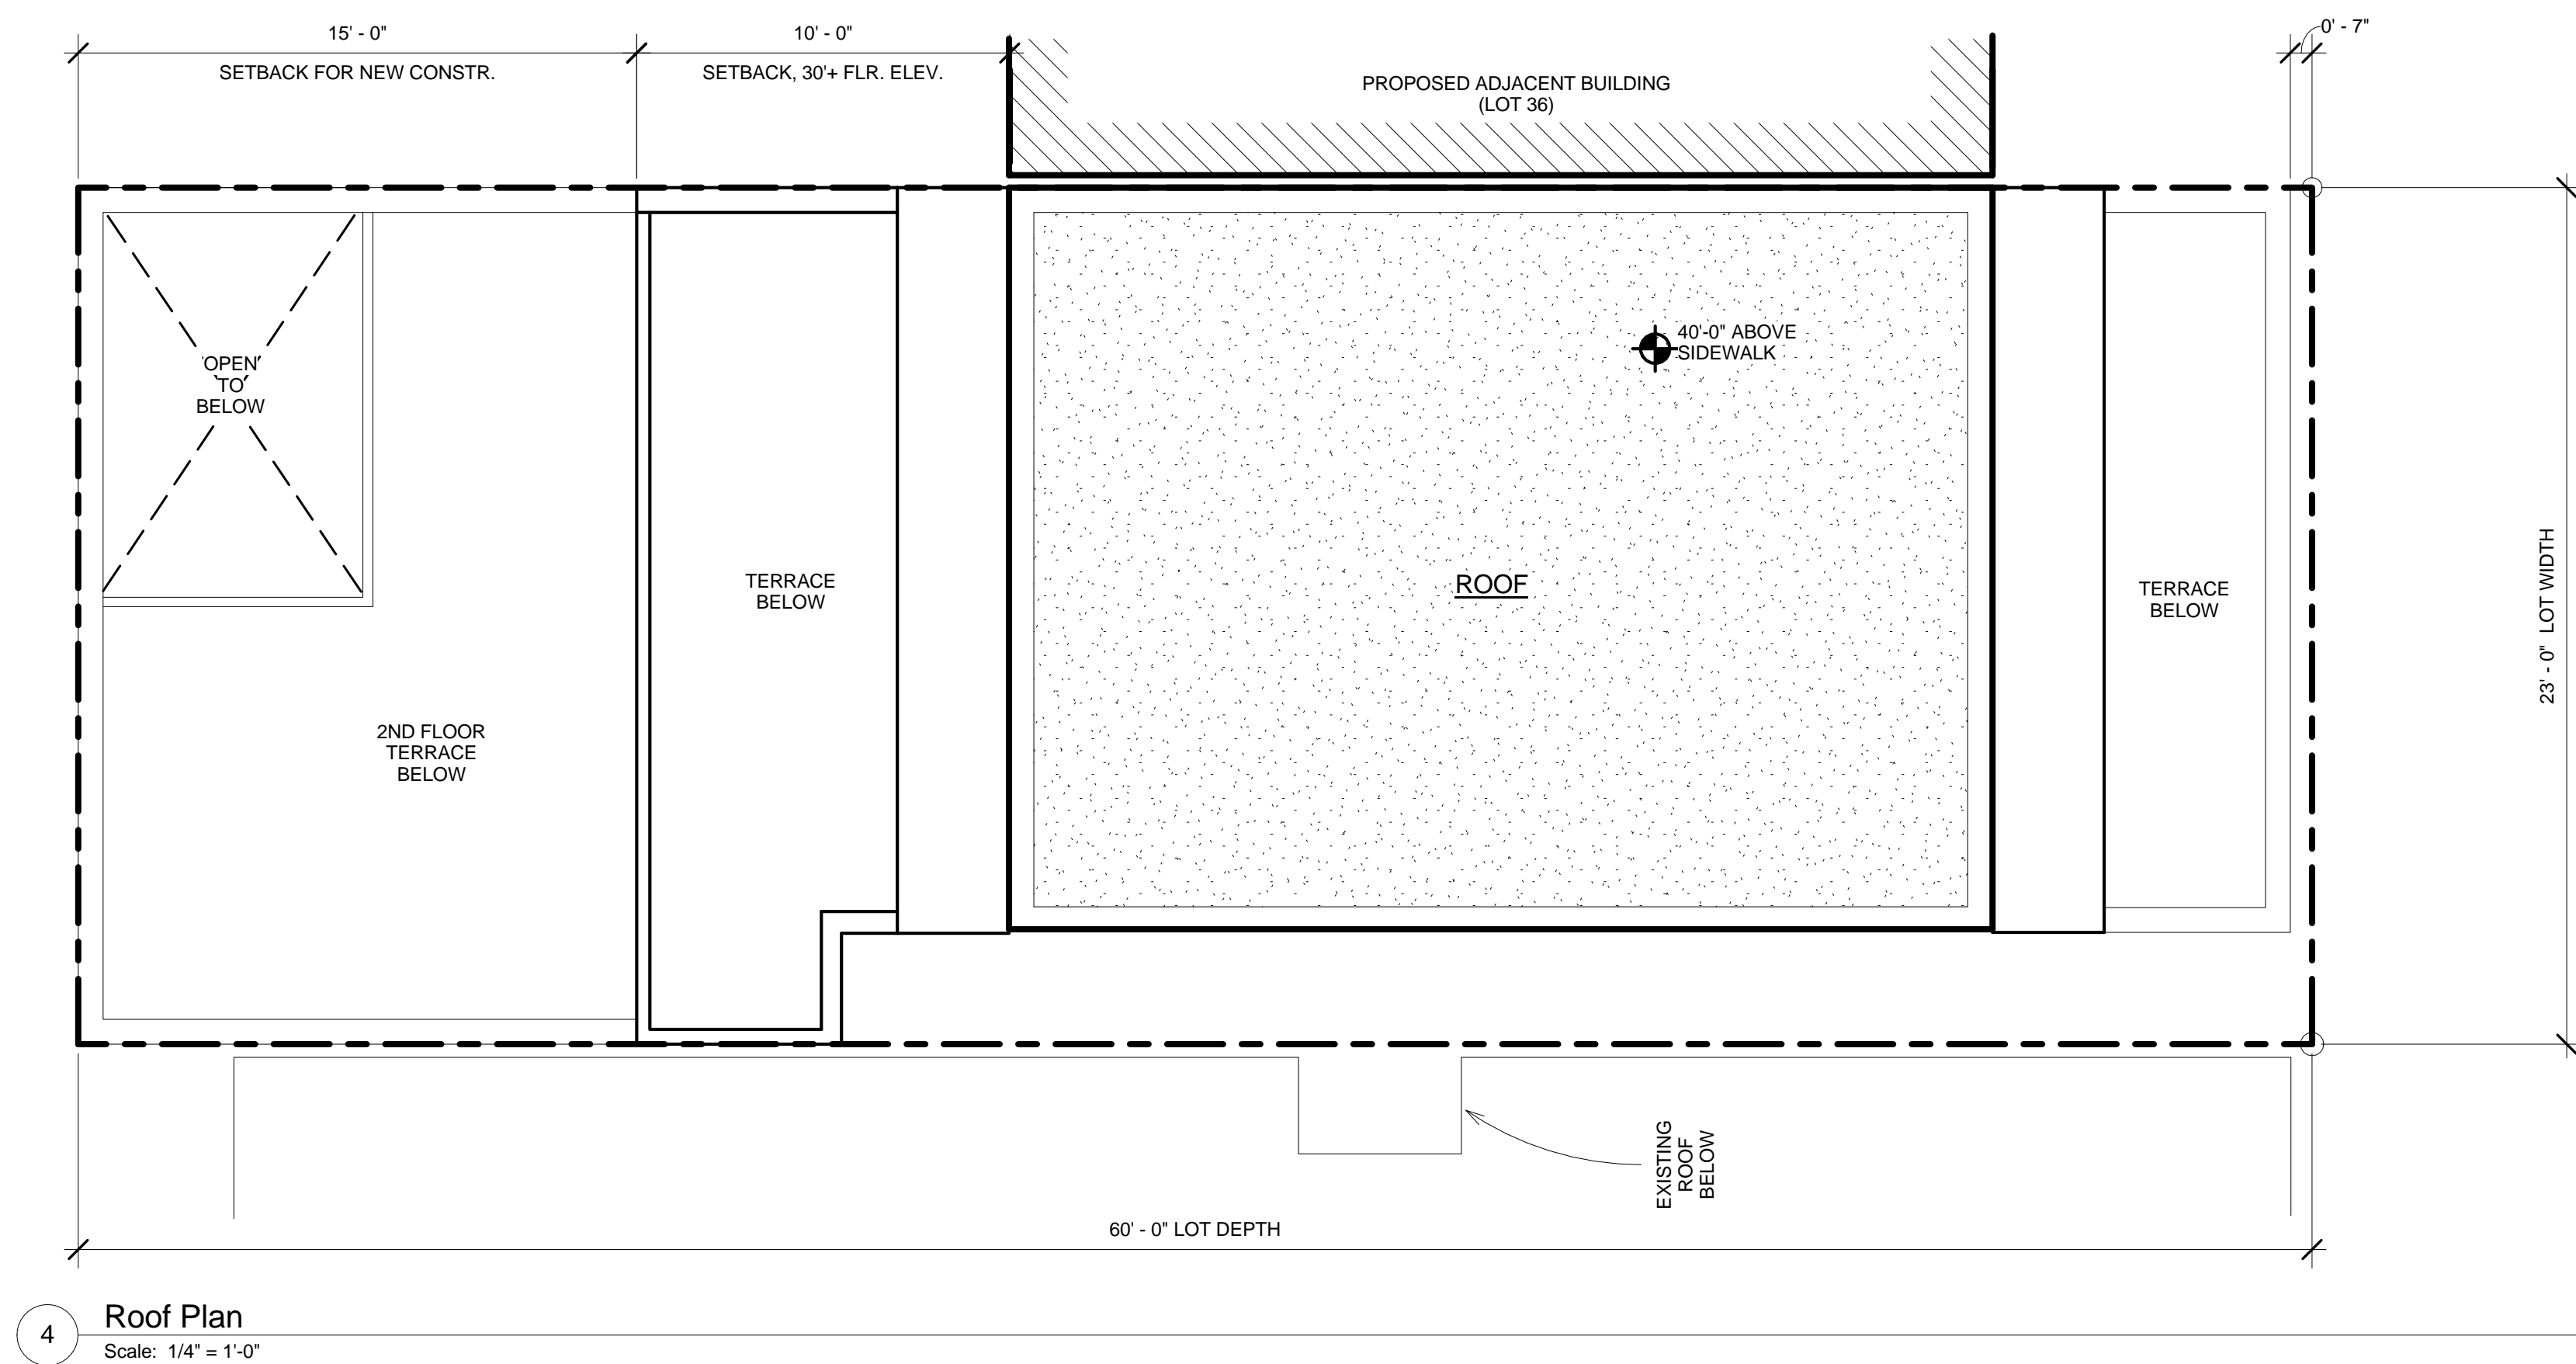 15' - 0"
10' - 0"
0' - 7"
SETBACK FOR NEW CONSTR.
SETBACK, 30'+ FLR. ELEV.
PROPOSED ADJACENT BUILDING
(LOT 36)
40'-0" ABOVE
SIDEWALK
OPEN
TO
BELOW
TERRACE
BELOW
ROOF
TERRACE
BELOW
23' - 0" LOT WIDTH
2ND FLOOR
TERRACE
BELOW
EXISTING
ROOF
BELOW
60' - 0" LOT DEPTH
4
Roof Plan
Scale: 1/4" = 1'-0"